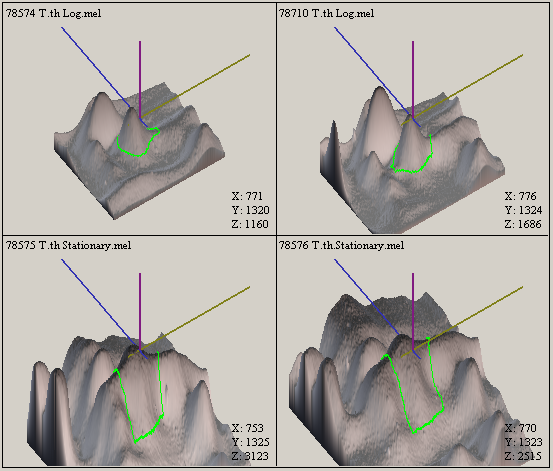 78574 T.th Log.mel
X: 771
Y: 1320
Z: 1160
78710 T.th Log.mel
X: 776
Y: 1324
Z: 1686
78575 T.th Stationary.mel
X: 753
Y: 1325
Z: 3123
78576 T.th.Stationary.mel
X: 770
Y: 1323
Z: 2515